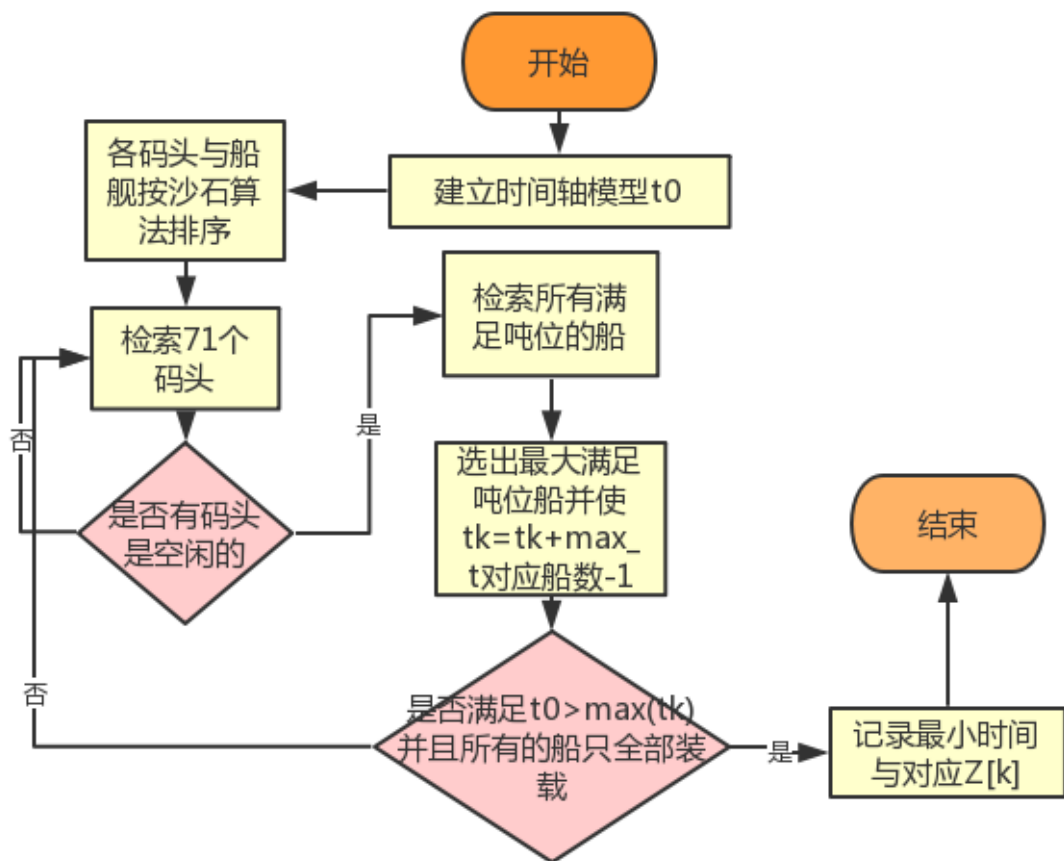 开始
建立时间轴模型t0
各码头与船
舰按沙石算
法排序
检索71个
码头
是否有码头
是空闲的
否
是
检索所有满
足吨位的船
选出最大满足
吨位船并使
tk=tk+max_
t对应船数-1
是否满足t0>max(tk)
并且所有的船只全部装
载
否
是
记录最小时间
与对应Z[k]
结束